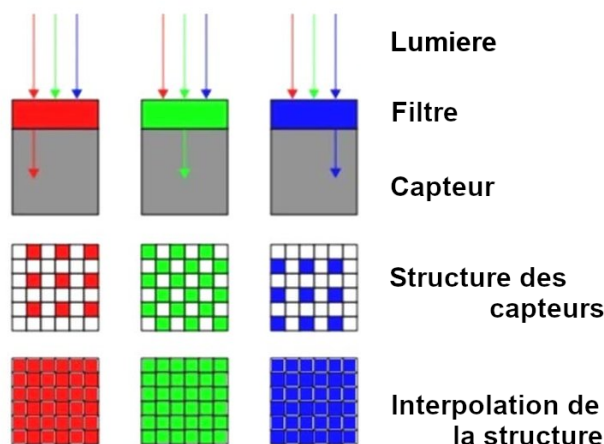 Lumiere
Filtre
Capteur
Structure des
capteurs
Interpolation de
la structure